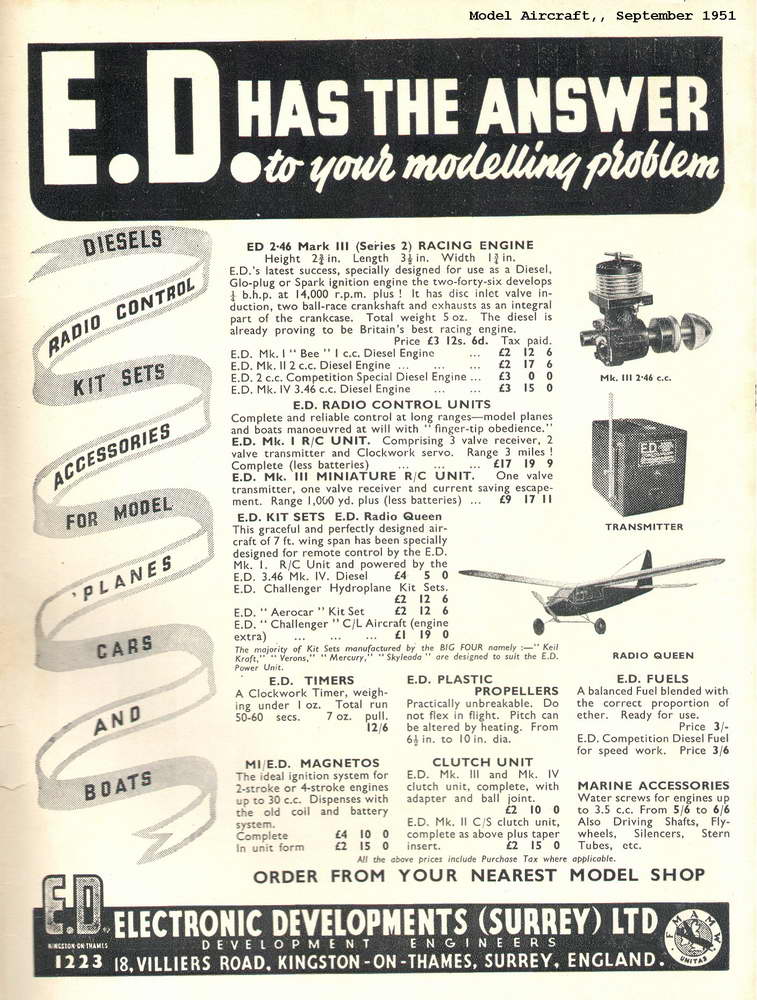 Model Aircraft,, September 1951
E.D. HAS THE ANSWER
to your modelling problem
DIESELS
RADIO CONTROL
KIT SETS
ACCESSORIES
FOR MODEL
'PLANES
CARS
AND
BOATS
ED 2·46 Mark III (Series 2) RACING ENGINE
Height 2¾ in. Length 3½ in. Width 1¾ in.
E.D.'s latest success, specially designed for use as a Diesel,
Glo-plug or Spark ignition engine the two-forty-six develops
¼ b.h.p. at 14,000 r.p.m. plus ! It has disc inlet valve in-
duction, two ball-race crankshaft and exhausts as an integral
part of the crankcase. Total weight 5 oz. The diesel is
already proving to be Britain's best racing engine.
Price £3 12s. 6d. Tax paid.
E.D. Mk. I "Bee" 1 c.c. Diesel Engine ... £2 12 6
E.D. Mk. II 2 c.c. Diesel Engine ... ... ... £2 17 6
E.D. 2 c.c. Competition Special Diesel Engine ... £3 0 0
E.D. Mk. IV 3.46 c.c. Diesel Engine ... ... £3 15 0
Mk. III 2·46 c.c.
E.D. RADIO CONTROL UNITS
Complete and reliable control at long ranges—model planes
and boats manoeuvred at will with "finger-tip obedience."
E.D. Mk. I R/C UNIT. Comprising 3 valve receiver, 2
valve transmitter and Clockwork servo. Range 3 miles !
Complete (less batteries) ... ... ... £17 19 9
E.D. Mk. III MINIATURE R/C UNIT. One valve
transmitter, one valve receiver and current saving escape-
ment. Range 1,000 yd. plus (less batteries) ... £9 17 11
TRANSMITTER
E.D. KIT SETS E.D. Radio Queen
This graceful and perfectly designed air-
craft of 7 ft. wing span has been specially
designed for remote control by the E.D.
Mk. I. R/C Unit and powered by the
E.D. 3.46 Mk. IV. Diesel £4 5 0
E.D. Challenger Hydroplane Kit Sets.
£2 12 6
E.D. "Aerocar" Kit Set £2 12 6
E.D. "Challenger" C/L Aircraft (engine
extra) ... ... ... £1 19 0
The majority of Kit Sets manufactured by the BIG FOUR namely :—"Keil
Kraft," "Verons," "Mercury," "Skyleada" are designed to suit the E.D.
Power Unit.
RADIO QUEEN
E.D. TIMERS
A Clockwork Timer, weigh-
ing under 1 oz. Total run
50-60 secs. 7 oz. pull.
12/6
E.D. PLASTIC
PROPELLERS
Practically unbreakable. Do
not flex in flight. Pitch can
be altered by heating. From
6½ in. to 10 in. dia.
E.D. FUELS
A balanced Fuel blended with
the correct proportion of
ether. Ready for use.
Price 3/-
E.D. Competition Diesel Fuel
for speed work. Price 3/6
MI/E.D. MAGNETOS
The ideal ignition system for
2-stroke or 4-stroke engines
up to 30 c.c. Dispenses with
the old coil and battery
system.
Complete £4 10 0
In unit form £2 15 0
CLUTCH UNIT
E.D. Mk. III and Mk. IV
clutch unit, complete, with
adapter and ball joint.
£2 10 0
E.D. Mk. II C/S clutch unit,
complete as above plus taper
insert. £2 15 0
MARINE ACCESSORIES
Water screws for engines up
to 3.5 c.c. From 5/6 to 6/6
Also Driving Shafts, Fly-
wheels, Silencers, Stern
Tubes, etc.
All the above prices include Purchase Tax where applicable.
ORDER FROM YOUR NEAREST MODEL SHOP
E.D.
KINGSTON-ON-THAMES
1223
ELECTRONIC DEVELOPMENTS (SURREY) LTD
DEVELOPMENT ENGINEERS
18, VILLIERS ROAD, KINGSTON-ON-THAMES, SURREY, ENGLAND.
F.M.A.M.W.
UNITAS